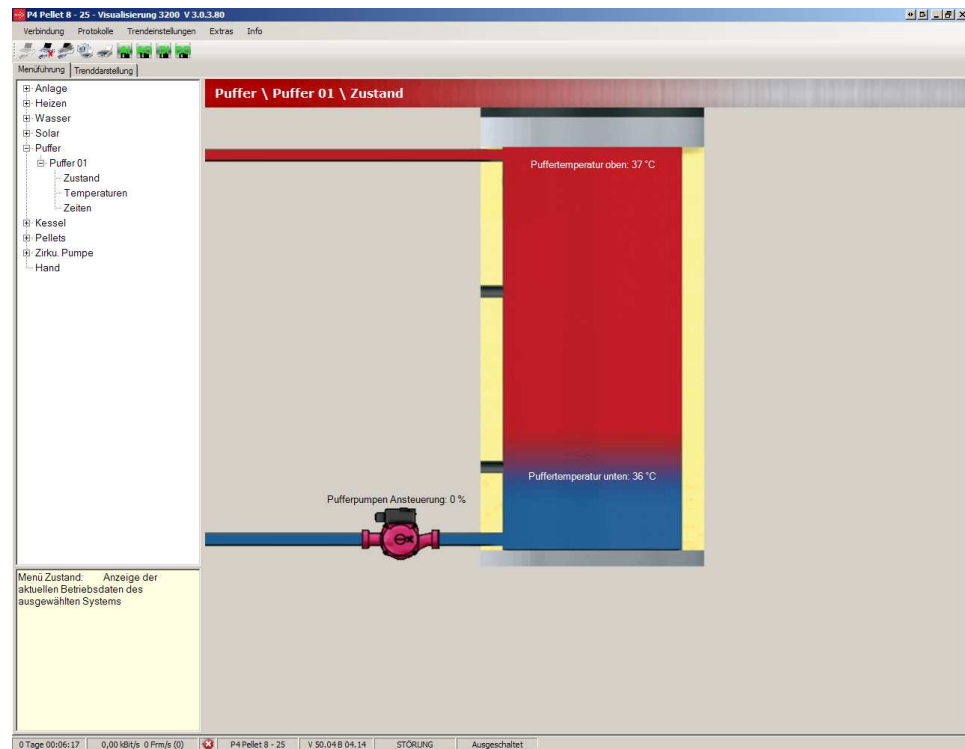 P4 Pellet 8 - 25 - Visualisierung 3200 V 3.0.3.80
Verbindung Protokolle Trendeinstellungen Extras Info
Menüführung Trenddarstellung
Anlage
Heizen
Wasser
Solar
Puffer
Puffer 01
Zustand
Temperaturen
Zeiten
Kessel
Pellets
Zirku. Pumpe
Hand
Puffer \ Puffer 01 \ Zustand
Puffertemperatur oben: 37 °C
Puffertemperatur unten: 36 °C
Pufferpumpen Ansteuerung: 0 %
Menü Zustand: Anzeige der
aktuellen Betriebsdaten des
ausgewählten Systems
0 Tage 00:06:17 0,00 kBit/s 0 Frm/s (0) P4 Pellet 8 - 25 V 50.04 B 04.14 STÖRUNG Ausgeschaltet